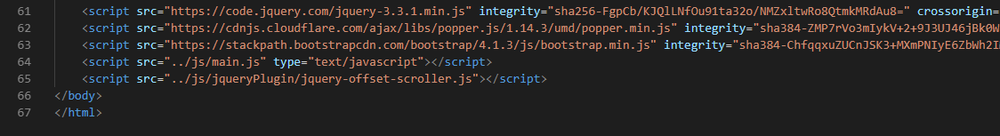 61 <script src="https://code.jquery.com/jquery-3.3.1.min.js" integrity="sha256-FgpCb/KJQlLNfOu91ta32o/NMZxltwRo8QtmkMRdAu8=" crossorigin=
62 <script src="https://cdnjs.cloudflare.com/ajax/libs/popper.js/1.14.3/umd/popper.min.js" integrity="sha384-ZMP7rVo3mIykV+2+9J3UJ46jBk0W
63 <script src="https://stackpath.bootstrapcdn.com/bootstrap/4.1.3/js/bootstrap.min.js" integrity="sha384-ChfqqxuZUCnJSK3+MXmPNIyE6ZbWh2I
64 <script src="../js/main.js" type="text/javascript"></script>
65 <script src="../js/jqueryPlugin/jquery-offset-scroller.js"></script>
66 </body>
67 </html>